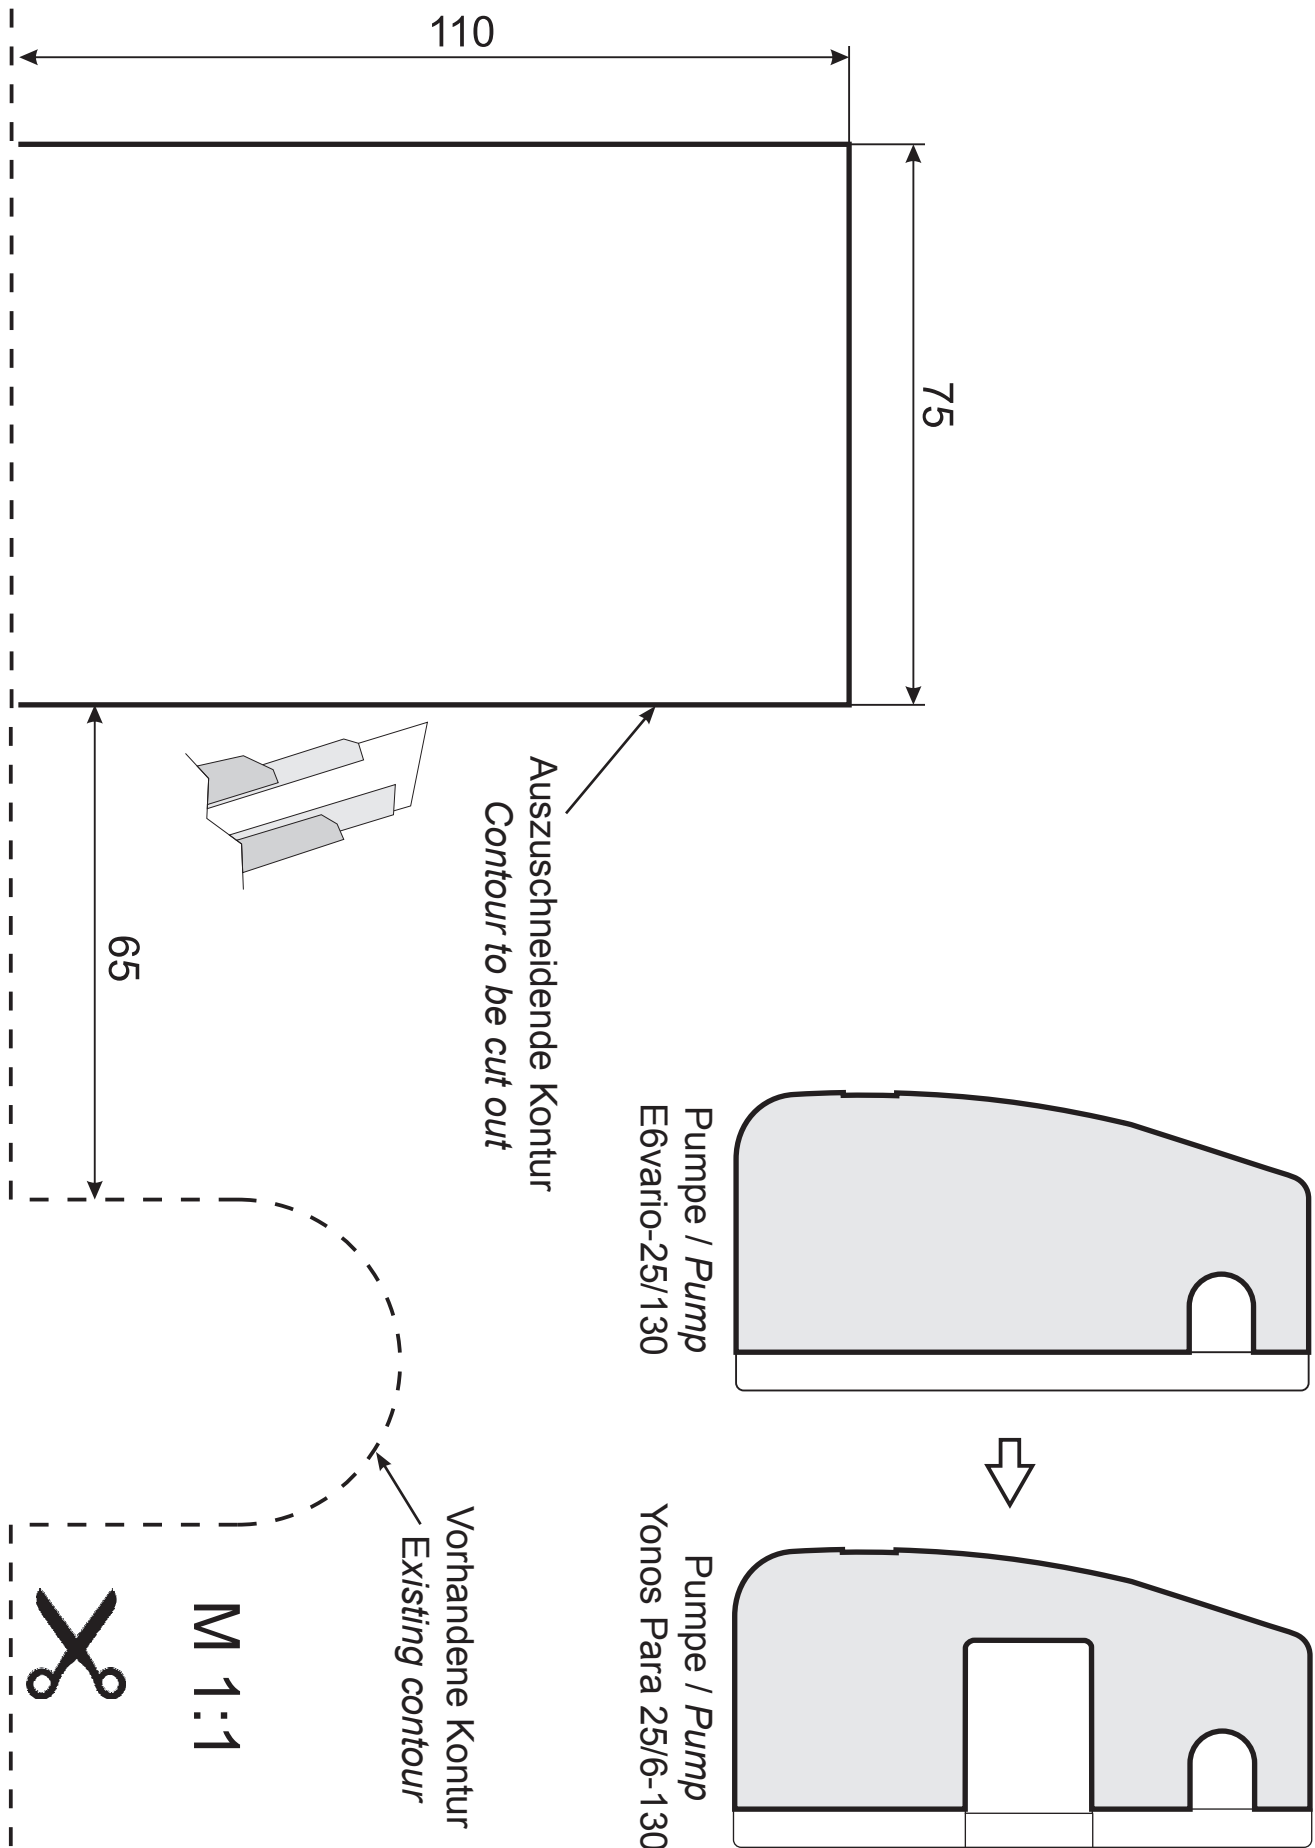 110
75
65
Auszuschneidende Kontur
Contour to be cut out
Pumpe / Pump
E6vario-25/130
Pumpe / Pump
Yonos Para 25/6-130
Vorhandene Kontur
Existing contour
M 1:1